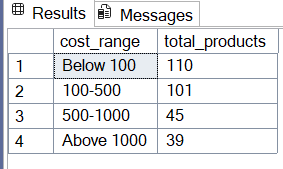 Results Messages
cost_range total_products
1 Below 100 110
2 100-500 101
3 500-1000 45
4 Above 1000 39